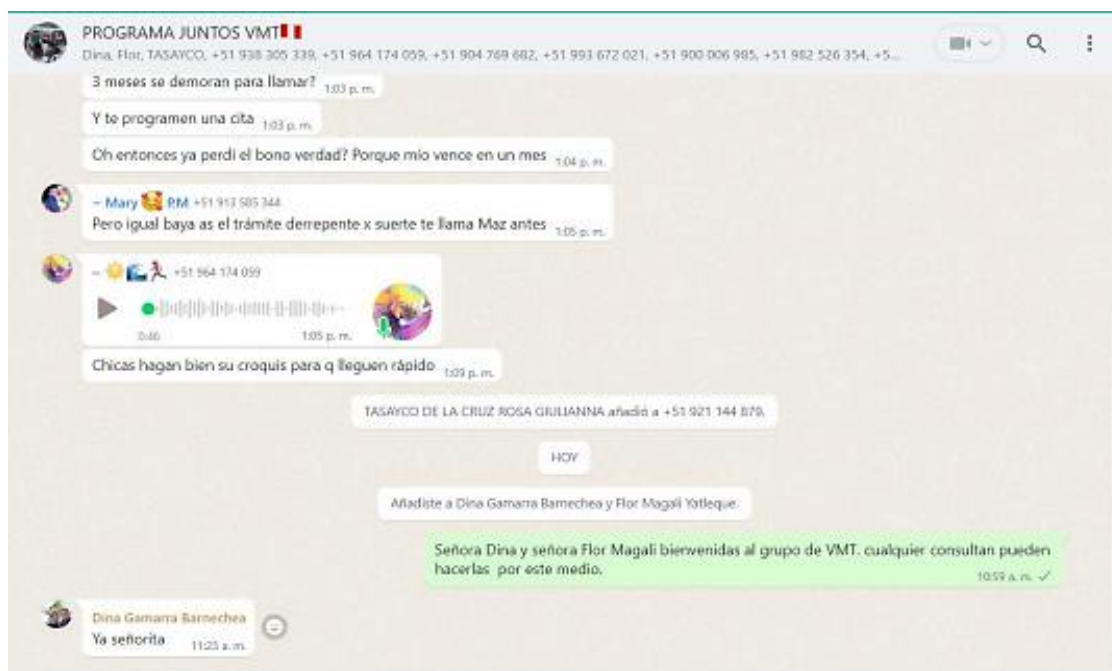 PROGRAMA JUNTOS VMT
Dina, Flor, TASAYCO, +51 938 305 339, +51 964 174 059, +51 904 769 682, +51 993 672 021, +51 900 006 985, +51 982 526 354, +5...
3 meses se demoran para llamar? 1:03 p. m.
Y te programen una cita 1:03 p. m.
Oh entonces ya perdi el bono verdad? Porque mio vence en un mes 1:04 p. m.
~ Mary 🥰 P.M +51 913 585 344
Pero igual baya as el trámite derrepente x suerte te llama Maz antes 1:05 p. m.
~ 🌞🌊🏃‍♀️ +51 964 174 059
0:46 1:05 p. m.
Chicas hagan bien su croquis para q lleguen rápido 1:09 p. m.
TASAYCO DE LA CRUZ ROSA GIULIANNA añadió a +51 921 144 879.
HOY
Añadiste a Dina Gamarra Barnechea y Flor Magali Yatleque.
Señora Dina y señora Flor Magali bienvenidas al grupo de VMT. cualquier consultan pueden
hacerlas por este medio.
10:59 a. m.
Dina Gamarra Barnechea
Ya señorita 11:23 a. m.